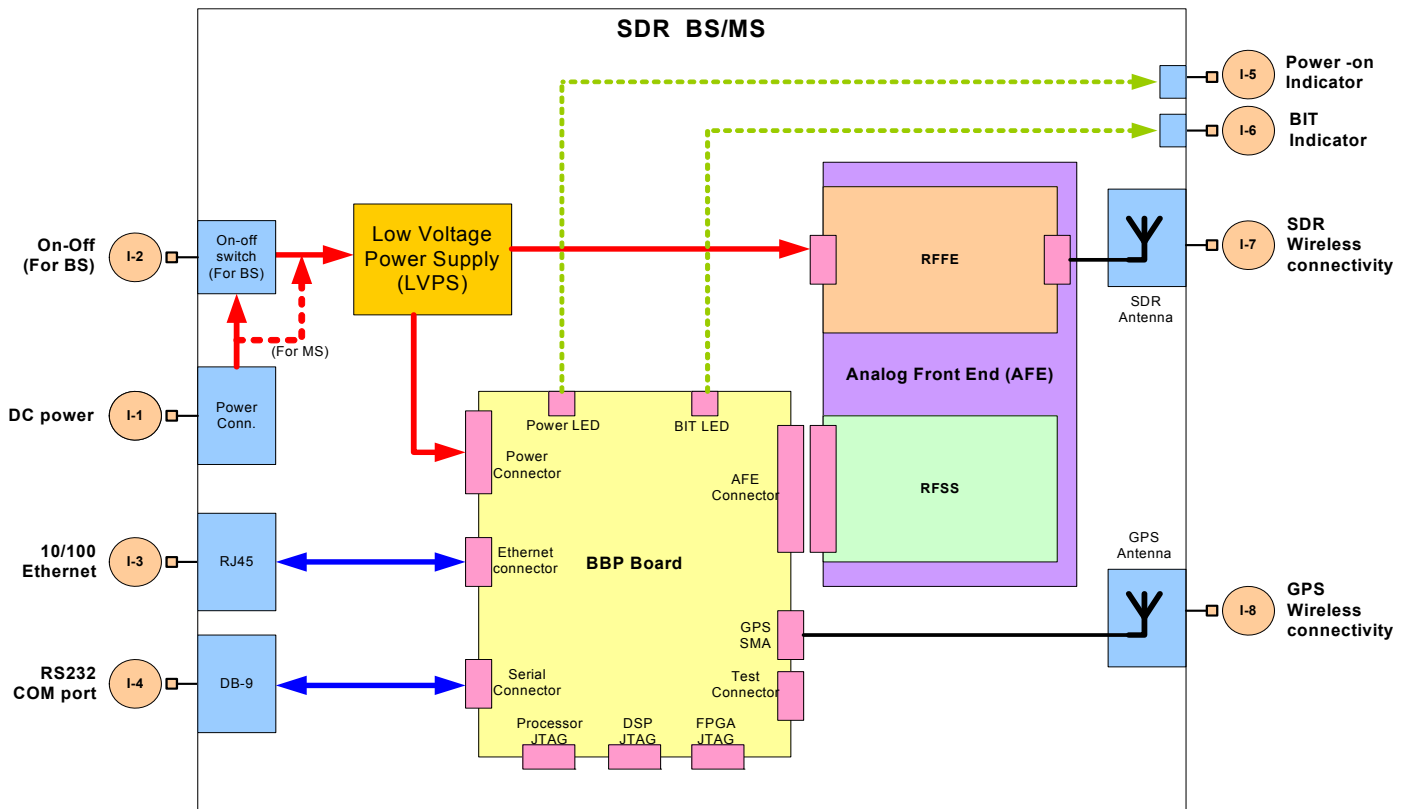 SDR BS/MS
I-5
Power -on
Indicator
I-6
BIT
Indicator
On-Off
(For BS)
I-2
On-off
switch
(For BS)
Low Voltage
Power Supply
(LVPS)
RFFE
SDR
Antenna
I-7
SDR
Wireless
connectivity
(For MS)
Analog Front End (AFE)
DC power
I-1
Power
Conn.
Power LED
BIT LED
Power
Connector
AFE
Connector
RFSS
10/100
Ethernet
I-3
RJ45
Ethernet
connector
BBP Board
GPS
Antenna
I-8
GPS
Wireless
connectivity
GPS
SMA
RS232
COM port
I-4
DB-9
Serial
Connector
Test
Connector
Processor
JTAG
DSP
JTAG
FPGA
JTAG